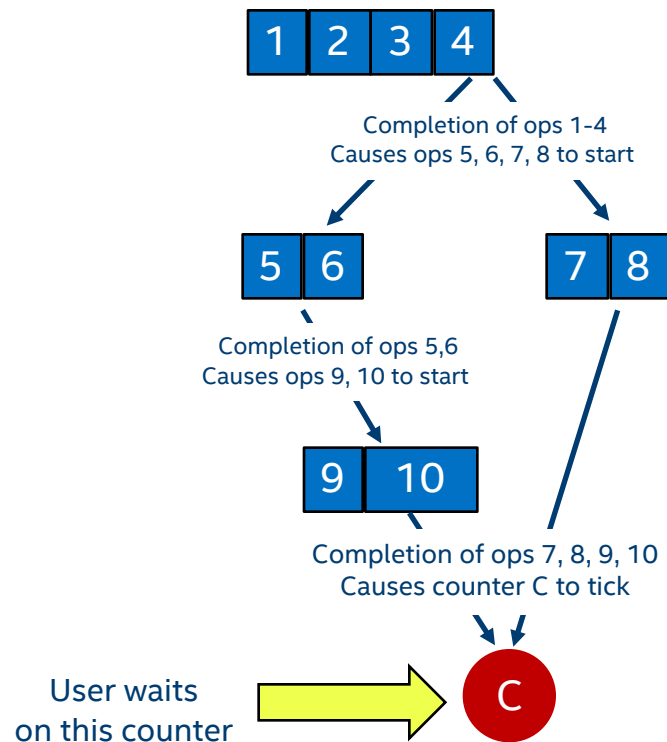 1 2 3 4
Completion of ops 1-4
Causes ops 5, 6, 7, 8 to start
5 6
7 8
Completion of ops 5,6
Causes ops 9, 10 to start
9 10
Completion of ops 7, 8, 9, 10
Causes counter C to tick
User waits
on this counter
C